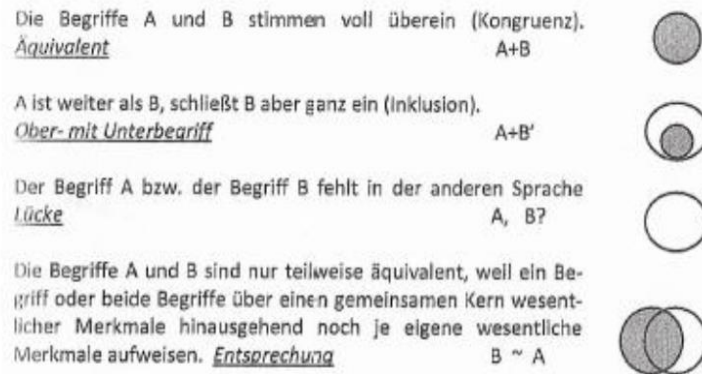 Die Begriffe A und B stimmen voll überein (Kongruenz).
Äquivalent A+B
A ist weiter als B, schließt B aber ganz ein (Inklusion).
Ober- mit Unterbegriff A+B'
Der Begriff A bzw. der Begriff B fehlt in der anderen Sprache
Lücke A, B?
Die Begriffe A und B sind nur teilweise äquivalent, weil ein Be-
griff oder beide Begriffe über einen gemeinsamen Kern wesent-
licher Merkmale hinausgehend noch je eigene wesentliche
Merkmale aufweisen. Entsprechung B ~ A